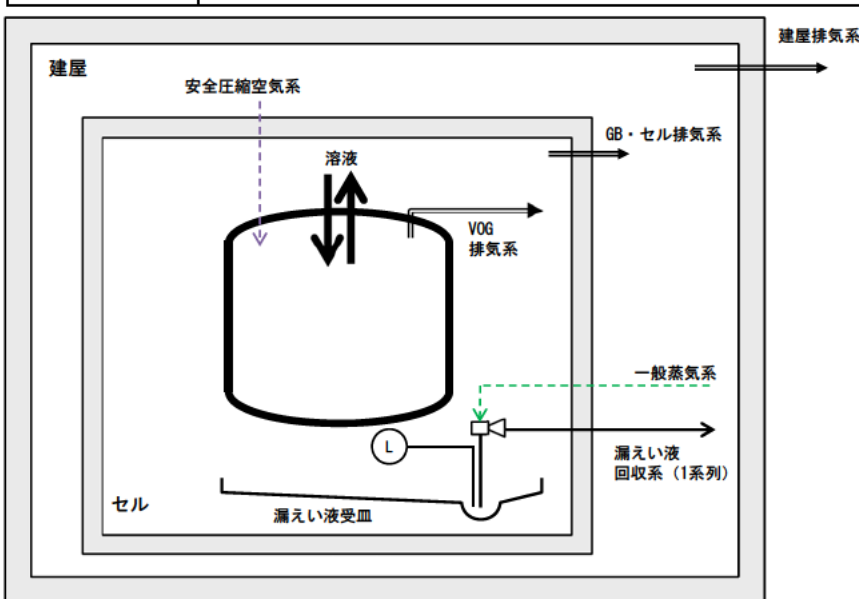 建屋排気系
建屋
安全圧縮空気系
GB・セル排気系
溶液
VOG
排気系
一般蒸気系
L
漏えい液
回収系（1系列）
セル
漏えい液受皿